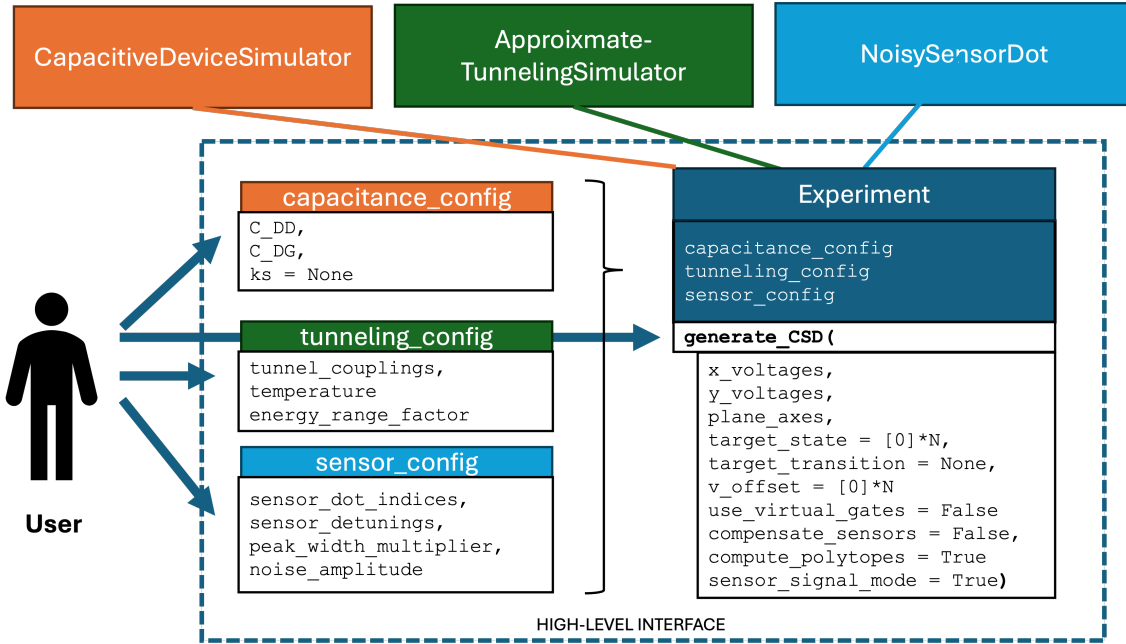 CapacitiveDeviceSimulator
Approixmate-
TunnelingSimulator
NoisySensorDot
capacitance_config
C_DD,
C_DG,
ks = None
tunneling_config
tunnel_couplings,
temperature
energy_range_factor
sensor_config
sensor_dot_indices,
sensor_detunings,
peak_width_multiplier,
noise_amplitude
User
Experiment
capacitance_config
tunneling_config
sensor_config
generate_CSD(
x_voltages,
y_voltages,
plane_axes,
target_state = [0]*N,
target_transition = None,
v_offset = [0]*N
use_virtual_gates = False
compensate_sensors = False,
compute_polytopes = True
sensor_signal_mode = True)
HIGH-LEVEL INTERFACE